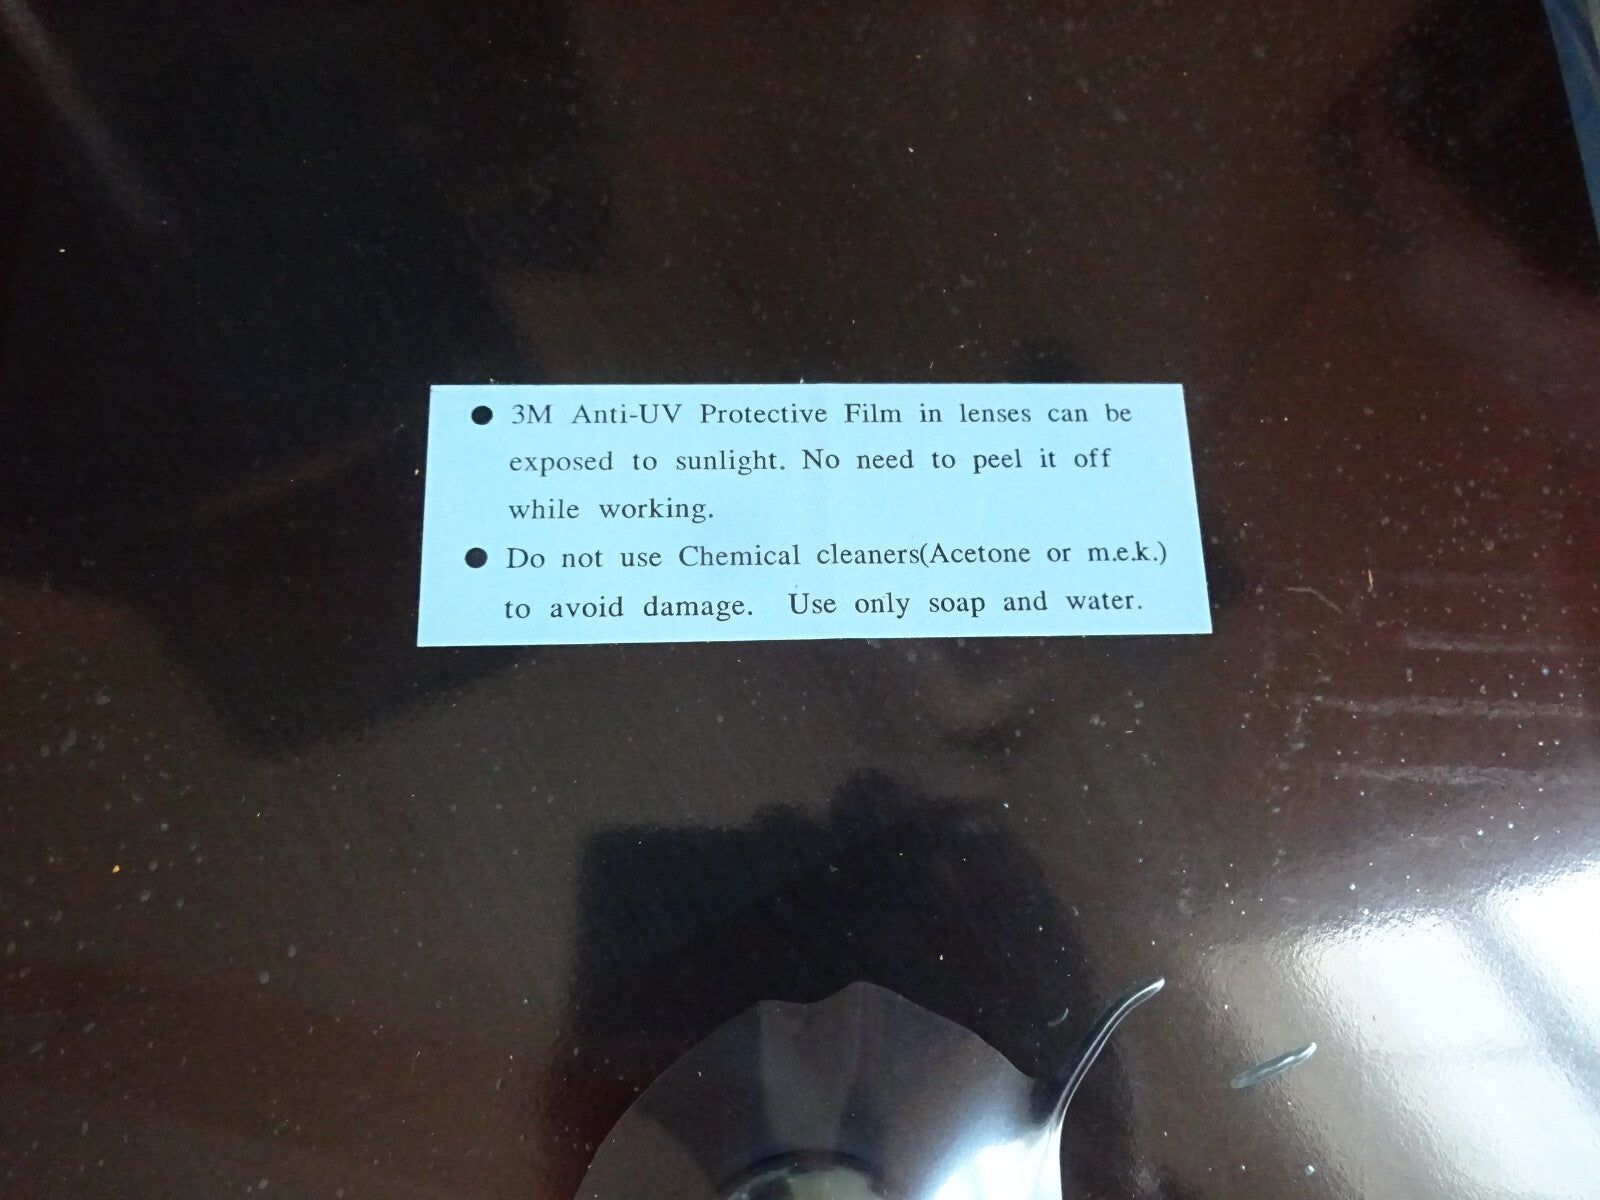 ● 3M Anti-UV Protective Film in lenses can be
exposed to sunlight. No need to peel it off
while working.
● Do not use Chemical cleaners(Acetone or m.e.k.)
to avoid damage. Use only soap and water.